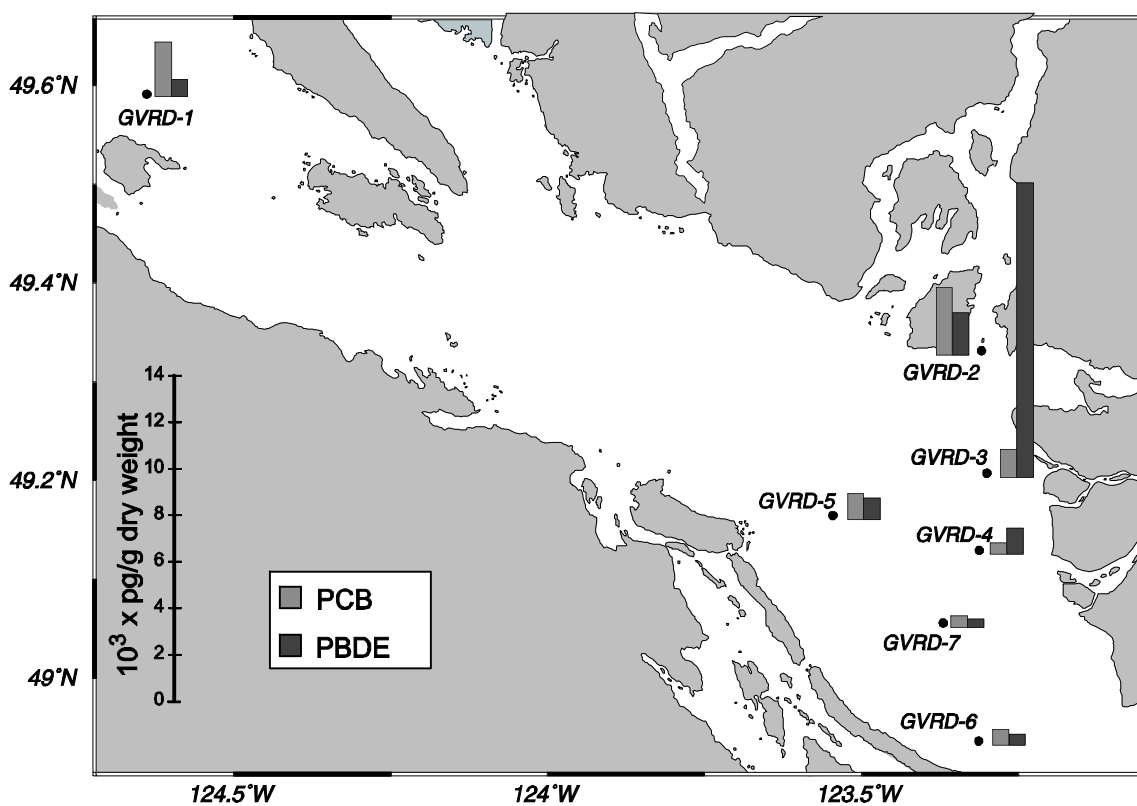 49.6°N
GVRD-1
49.4°N
GVRD-2
14
12
GVRD-3
10
49.2°N
GVRD-5
8
GVRD-4
6
10³ x pg/g dry weight
PCB
4
GVRD-7
PBDE
2
49°N
0
GVRD-6
124.5°W
124°W
123.5°W